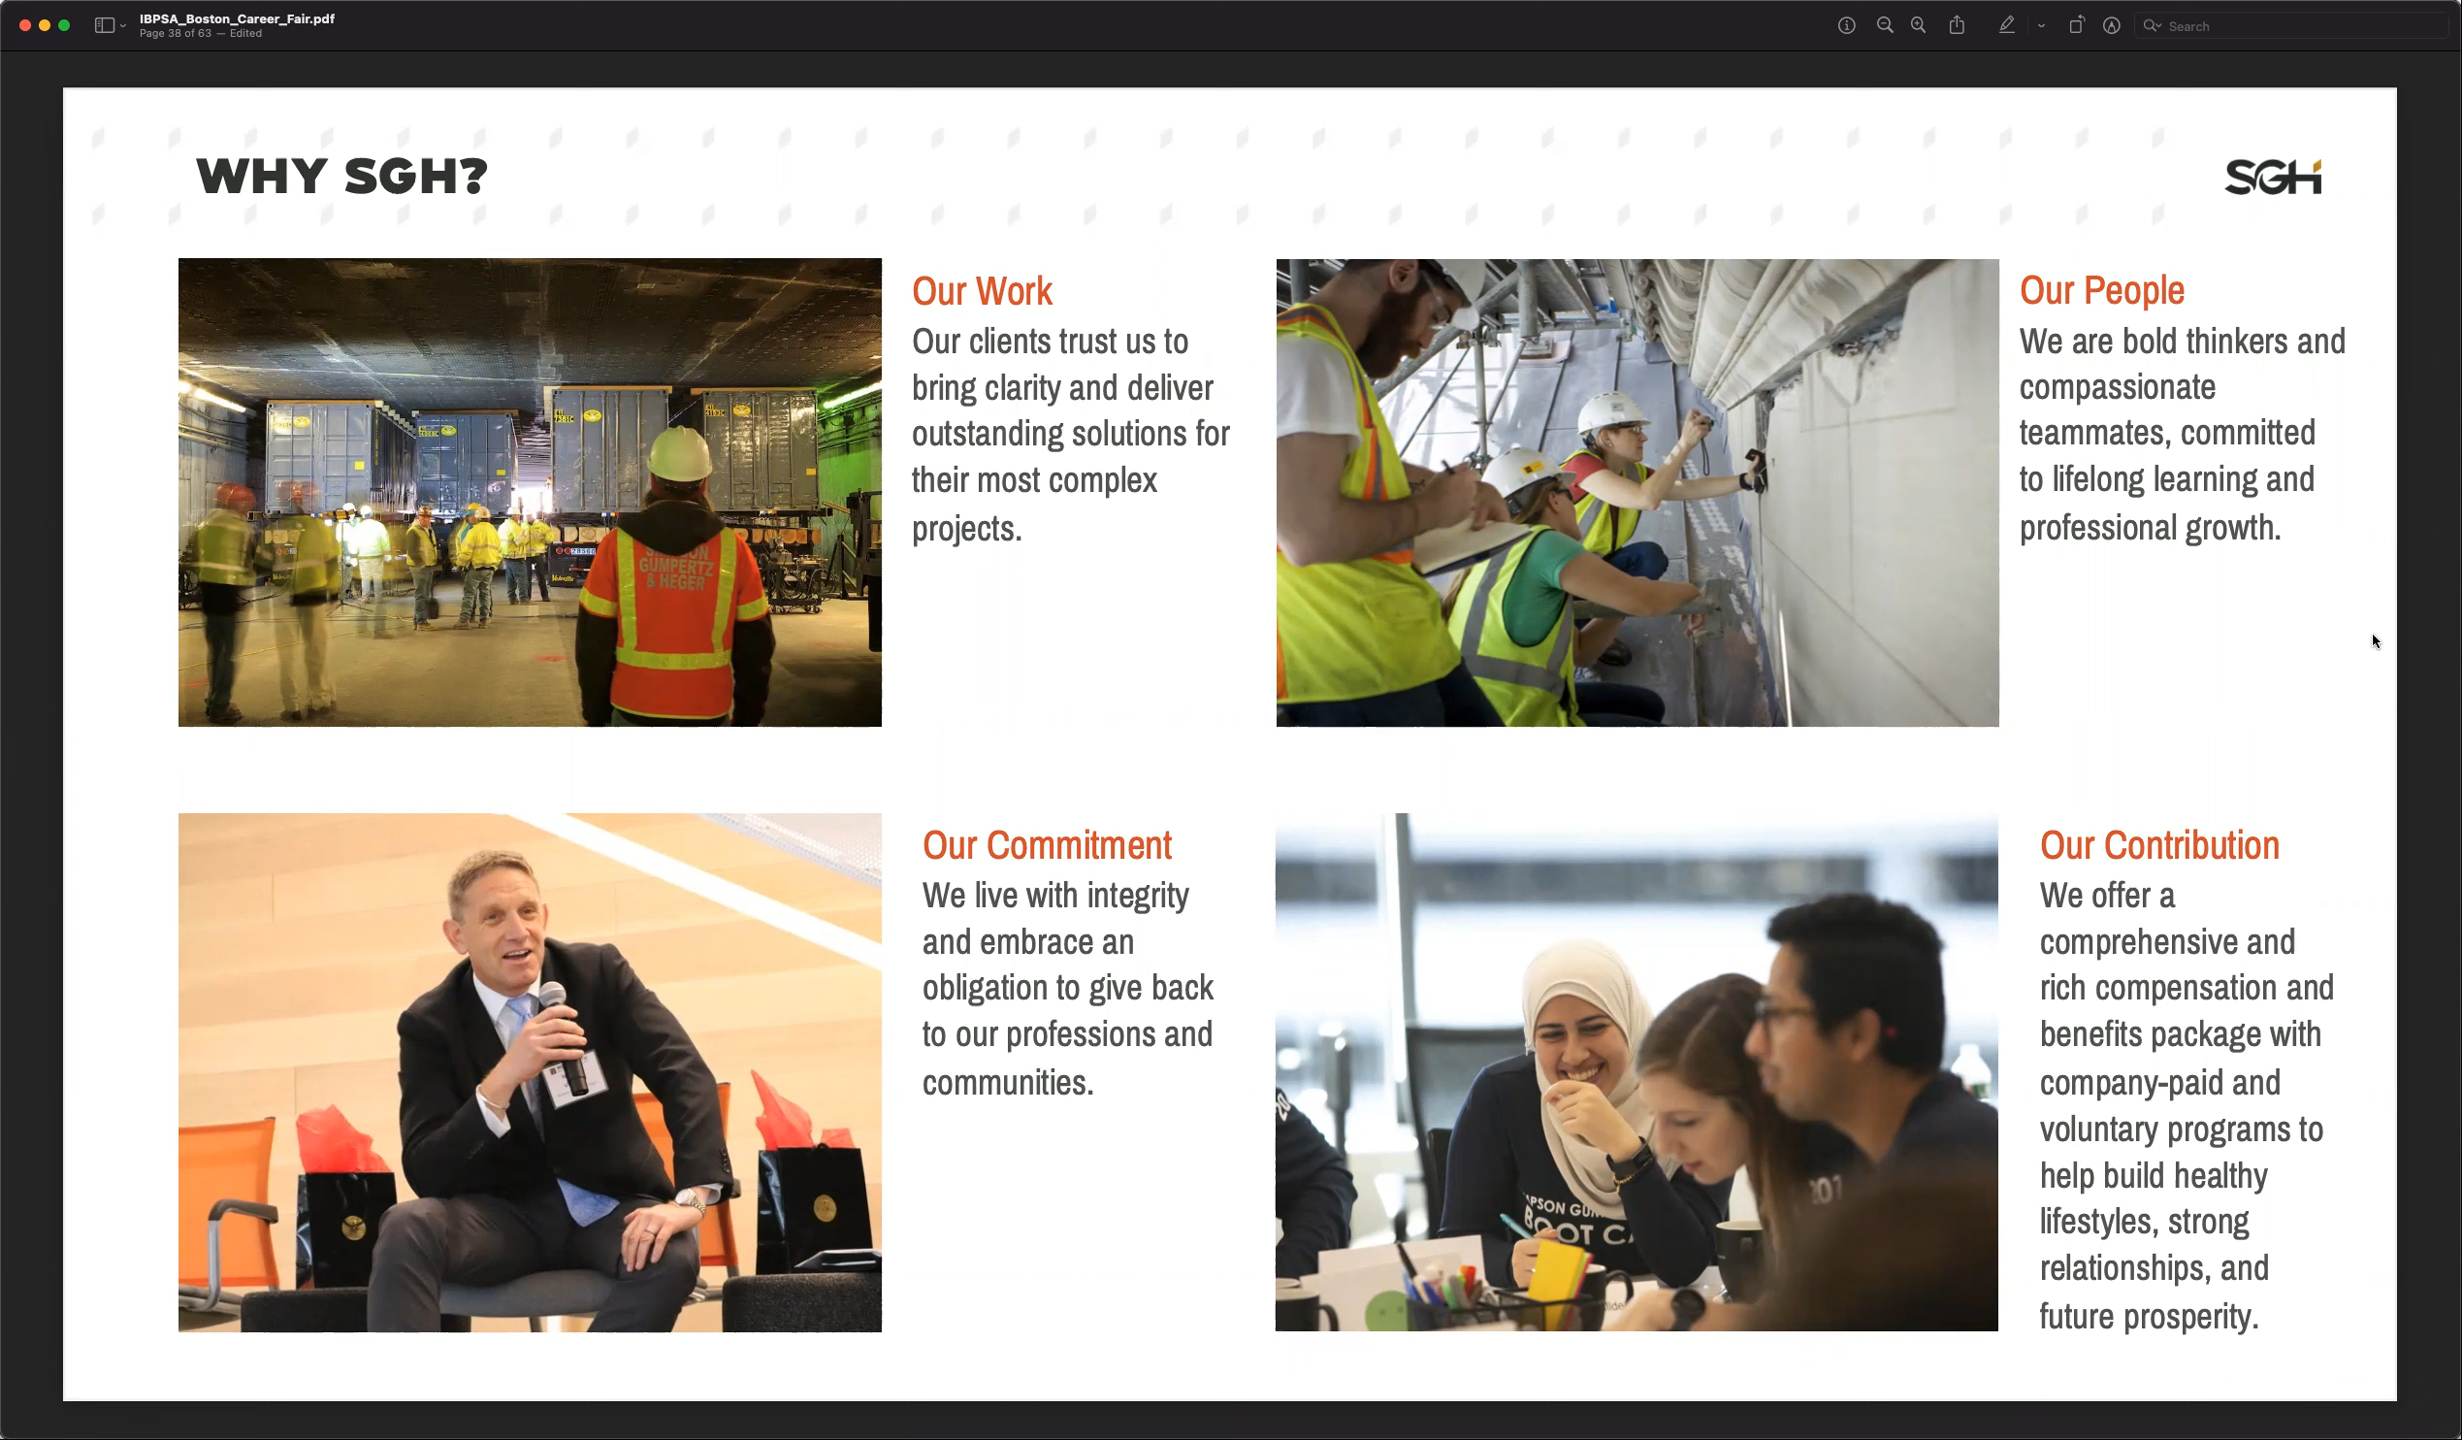 IBPSA_Boston_Career_Fair.pdf
Page 38 of 63 — Edited
Search
WHY SGH?
SGH
Our Work
Our clients trust us to
bring clarity and deliver
outstanding solutions for
their most complex
projects.
GUMPERTZ
& HEGER
Our People
We are bold thinkers and
compassionate
teammates, committed
to lifelong learning and
professional growth.
Our Commitment
We live with integrity
and embrace an
obligation to give back
to our professions and
communities.
Our Contribution
We offer a
comprehensive and
rich compensation and
benefits package with
company-paid and
voluntary programs to
help build healthy
lifestyles, strong
relationships, and
future prosperity.